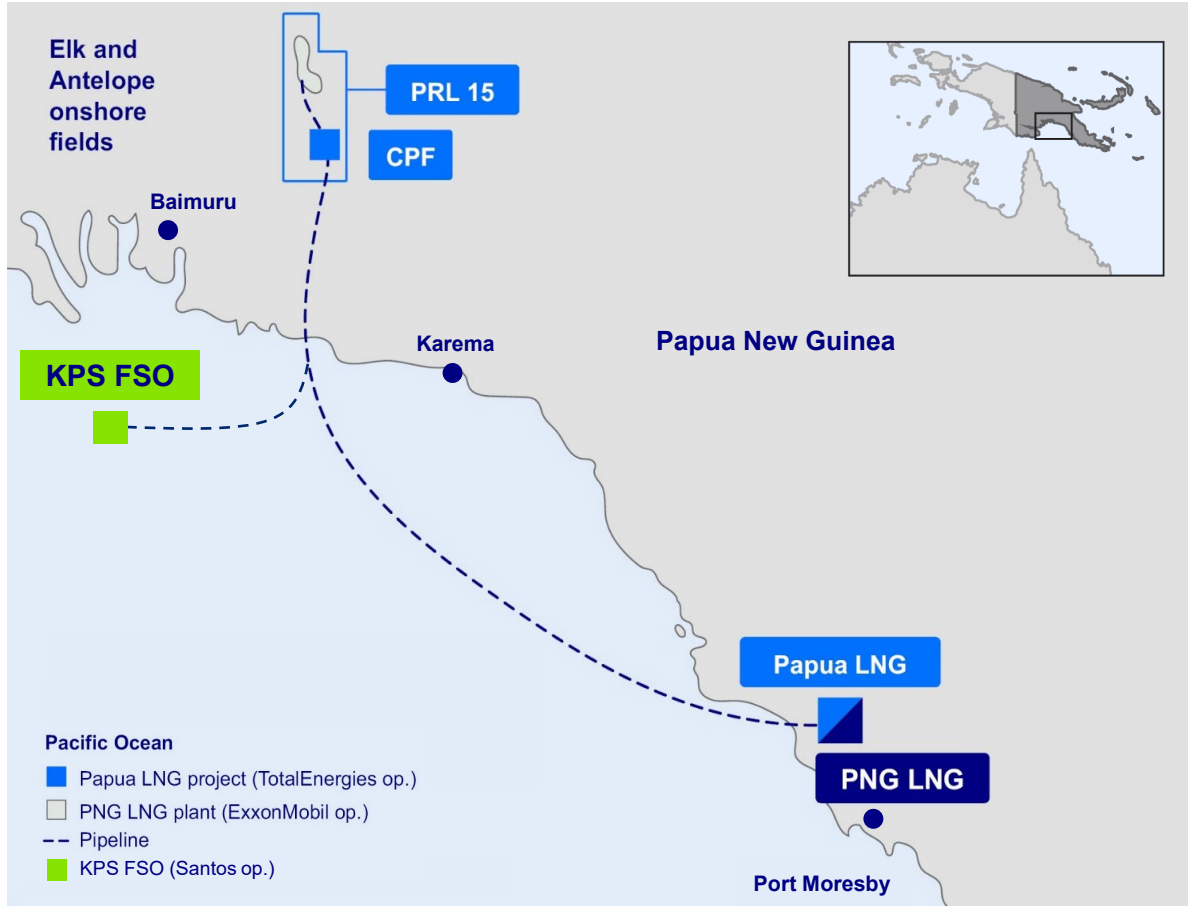 Elk and
Antelope
onshore
fields
PRL 15
CPF
Baimuru
Karema
Papua New Guinea
KPS FSO
Papua LNG
PNG LNG
Port Moresby
Pacific Ocean
Papua LNG project (TotalEnergies op.)
PNG LNG plant (ExxonMobil op.)
Pipeline
KPS FSO (Santos op.)